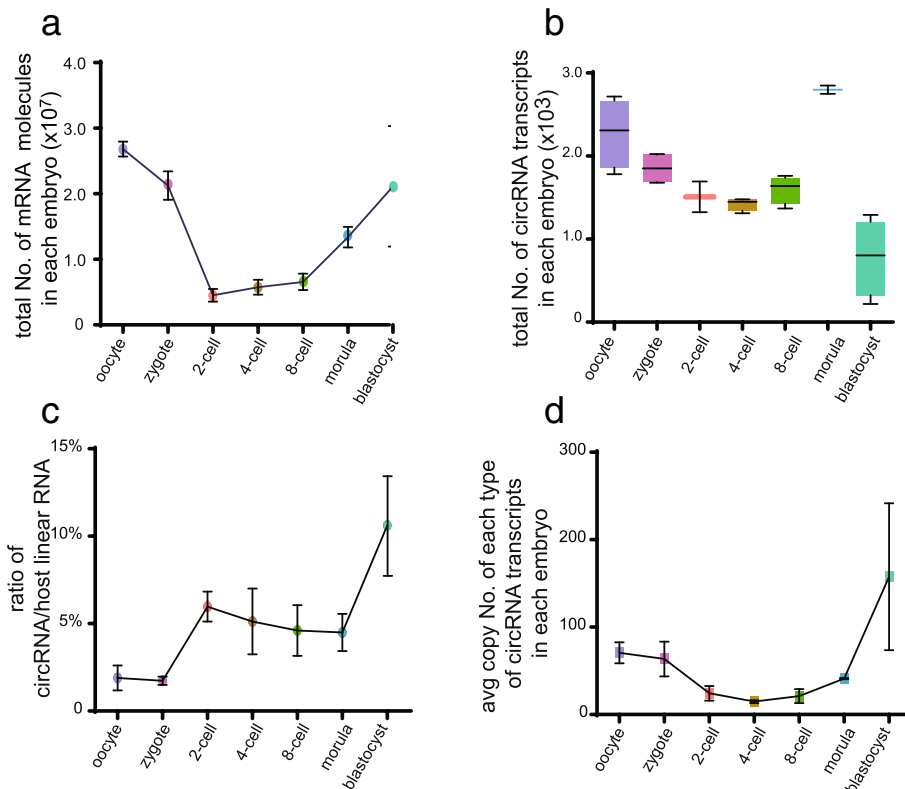 a
total No. of mRNA molecules
in each embryo (x10⁷)
4.0
3.0
2.0
1.0
0
oocyte
zygote
2-cell
4-cell
8-cell
morula
blastocyst
b
total No. of circRNA transcripts
in each embryo (x10³)
3.0
2.0
1.0
0
oocyte
zygote
2-cell
4-cell
8-cell
morula
blastocyst
c
ratio of
circRNA/host linear RNA
15%
10%
5%
0
oocyte
zygote
2-cell
4-cell
8-cell
morula
blastocyst
d
avg copy No. of each type
of circRNA transcripts
in each embryo
300
200
100
0
oocyte
zygote
2-cell
4-cell
8-cell
morula
blastocyst